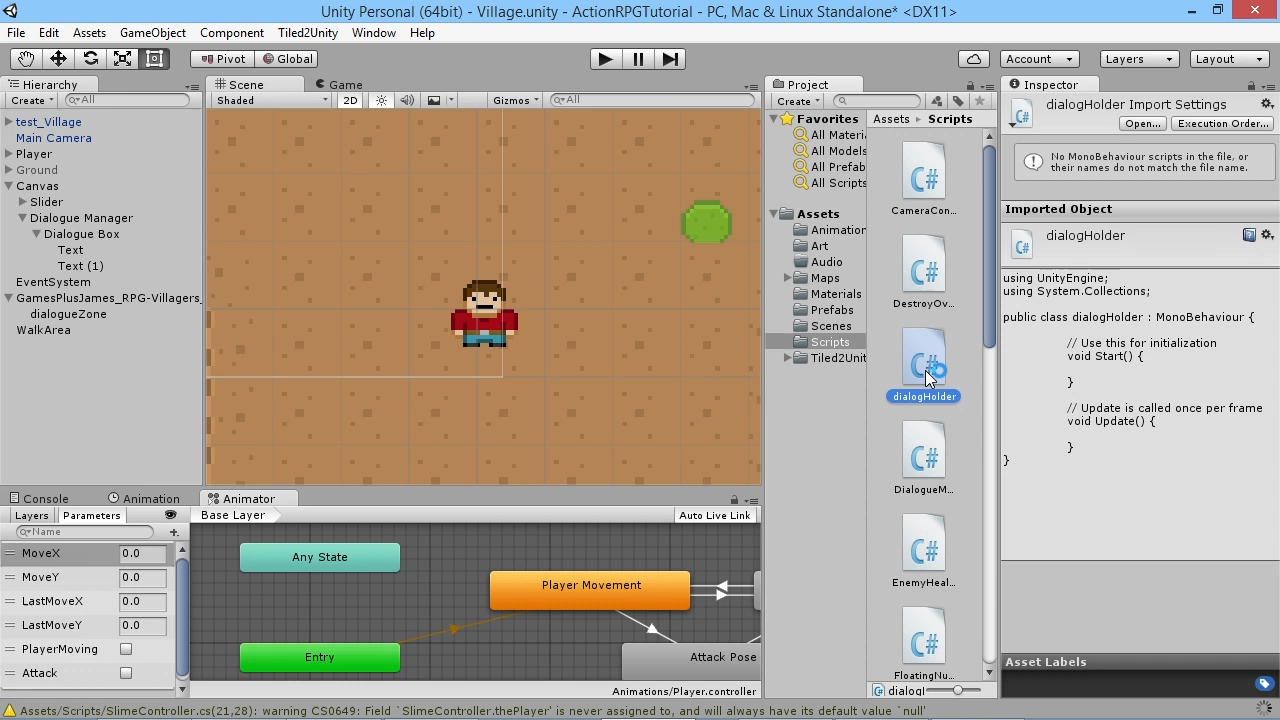 Unity Personal (64bit) - Village.unity - ActionRPGTutorial - PC, Mac & Linux Standalone* <DX11>
File Edit Assets GameObject Component Tiled2Unity Window Help
Pivot Global Account Layers Layout
Hierarchy
Create All
test_Village
Main Camera
Player
Ground
Canvas
Slider
Dialogue Manager
Dialogue Box
Text
Text (1)
EventSystem
GamesPlusJames_RPG-Villagers_
dialogueZone
WalkArea
Scene Game
Shaded 2D Gizmos All
Project
Create
Favorites
All Materi
All Models
All Prefab
All Scripts
Assets
Animation
Art
Audio
Maps
Materials
Prefabs
Scenes
Scripts
Tiled2Unit
Assets Scripts
CameraCon...
DestroyOv...
dialogHolder
DialogueM...
EnemyHeal...
FloatingNu...
dialogl
Inspector
dialogHolder Import Settings
Open... Execution Order...
No MonoBehaviour scripts in the file, or
their names do not match the file name.
Imported Object
dialogHolder
using UnityEngine;
using System.Collections;
public class dialogHolder : MonoBehaviour {
// Use this for initialization
void Start() {
}
// Update is called once per frame
void Update() {
}
}
Asset Labels
Console Animation Animator
Layers Parameters
Name
MoveX 0.0
MoveY 0.0
LastMoveX 0.0
LastMoveY 0.0
PlayerMoving
Attack
Base Layer Auto Live Link
Any State
Player Movement
Entry
Attack Pose
Animations/Player.controller
Assets/Scripts/SlimeController.cs(21,28): warning CS0649: Field `SlimeController.thePlayer' is never assigned to, and will always have its default value `null'